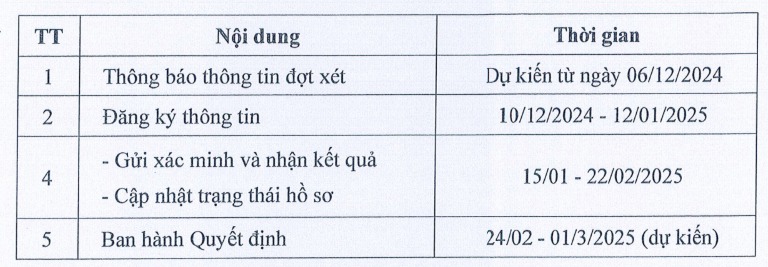 TT Nội dung Thời gian
1 Thông báo thông tin đợt xét Dự kiến từ ngày 06/12/2024
2 Đăng ký thông tin 10/12/2024 - 12/01/2025
4 - Gửi xác minh và nhận kết quả
- Cập nhật trạng thái hồ sơ 15/01 - 22/02/2025
5 Ban hành Quyết định 24/02 - 01/3/2025 (dự kiến)